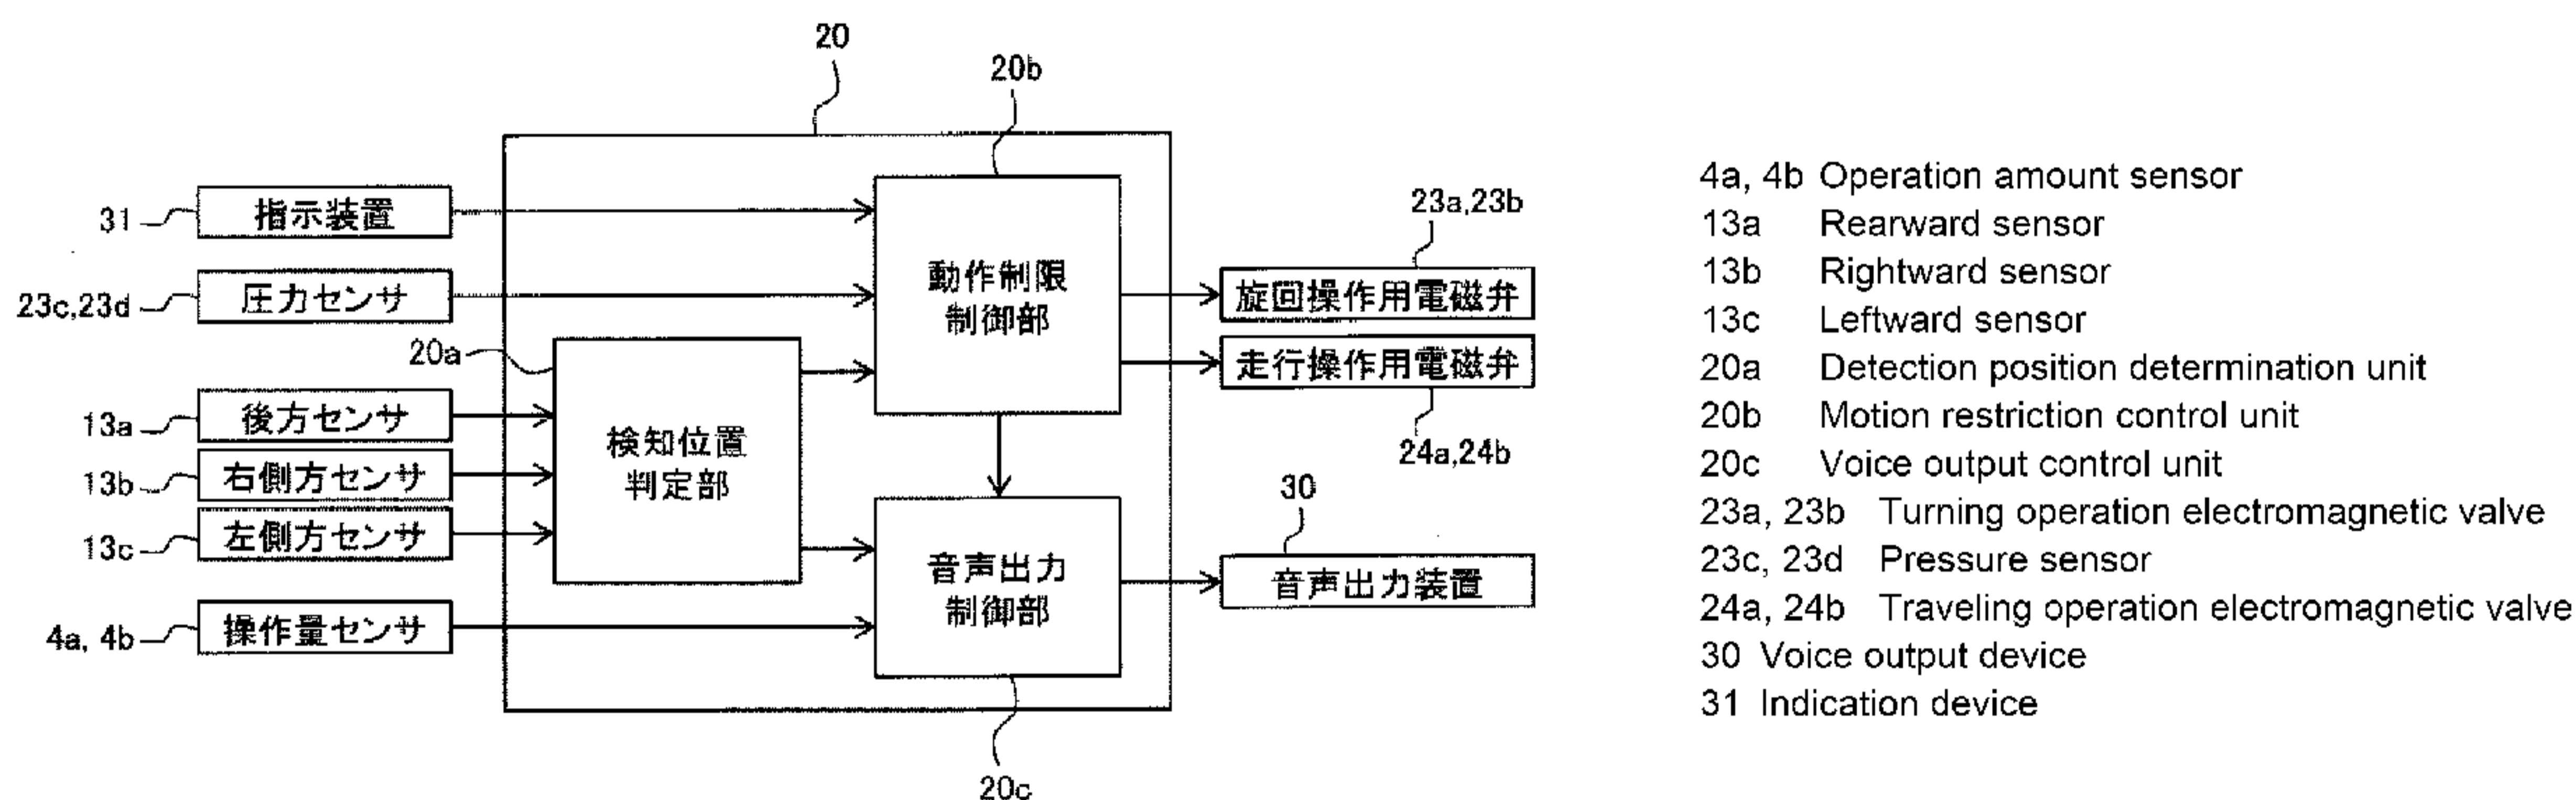 20
20b
31
指示装置
23c,23d
圧力センサ
20a
13a
後方センサ
13b
右側方センサ
13c
左側方センサ
4a, 4b
操作量センサ
検知位置
判定部
動作制限
制御部
音声出力
制御部
20c
23a,23b
旋回操作用電磁弁
走行操作用電磁弁
24a,24b
30
音声出力装置
4a, 4b Operation amount sensor
13a Rearward sensor
13b Rightward sensor
13c Leftward sensor
20a Detection position determination unit
20b Motion restriction control unit
20c Voice output control unit
23a, 23b Turning operation electromagnetic valve
23c, 23d Pressure sensor
24a, 24b Traveling operation electromagnetic valve
30 Voice output device
31 Indication device